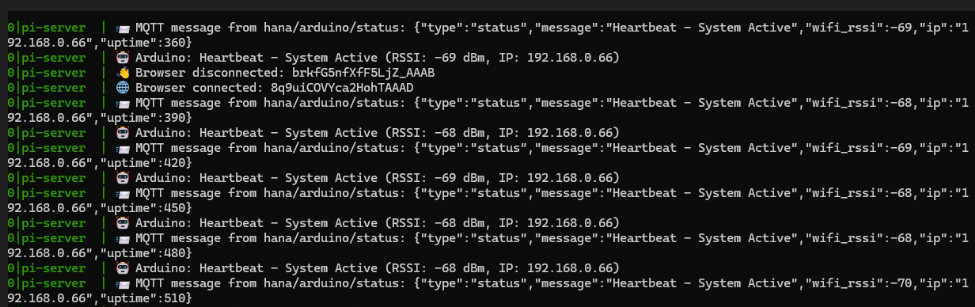 0|pi-server | 📨 MQTT message from hana/arduino/status: {"type":"status","message":"Heartbeat - System Active","wifi_rssi":-69,"ip":"1
92.168.0.66","uptime":360}
0|pi-server | 🤖 Arduino: Heartbeat - System Active (RSSI: -69 dBm, IP: 192.168.0.66)
0|pi-server | 👋 Browser disconnected: brkfG5nfXfF5LjZ_AAAB
0|pi-server | 🌐 Browser connected: 8q9uiCOVYca2HohTAAAD
0|pi-server | 📨 MQTT message from hana/arduino/status: {"type":"status","message":"Heartbeat - System Active","wifi_rssi":-68,"ip":"1
92.168.0.66","uptime":390}
0|pi-server | 🤖 Arduino: Heartbeat - System Active (RSSI: -68 dBm, IP: 192.168.0.66)
0|pi-server | 📨 MQTT message from hana/arduino/status: {"type":"status","message":"Heartbeat - System Active","wifi_rssi":-69,"ip":"1
92.168.0.66","uptime":420}
0|pi-server | 🤖 Arduino: Heartbeat - System Active (RSSI: -69 dBm, IP: 192.168.0.66)
0|pi-server | 📨 MQTT message from hana/arduino/status: {"type":"status","message":"Heartbeat - System Active","wifi_rssi":-68,"ip":"1
92.168.0.66","uptime":450}
0|pi-server | 🤖 Arduino: Heartbeat - System Active (RSSI: -68 dBm, IP: 192.168.0.66)
0|pi-server | 📨 MQTT message from hana/arduino/status: {"type":"status","message":"Heartbeat - System Active","wifi_rssi":-68,"ip":"1
92.168.0.66","uptime":480}
0|pi-server | 🤖 Arduino: Heartbeat - System Active (RSSI: -68 dBm, IP: 192.168.0.66)
0|pi-server | 📨 MQTT message from hana/arduino/status: {"type":"status","message":"Heartbeat - System Active","wifi_rssi":-70,"ip":"1
92.168.0.66","uptime":510}